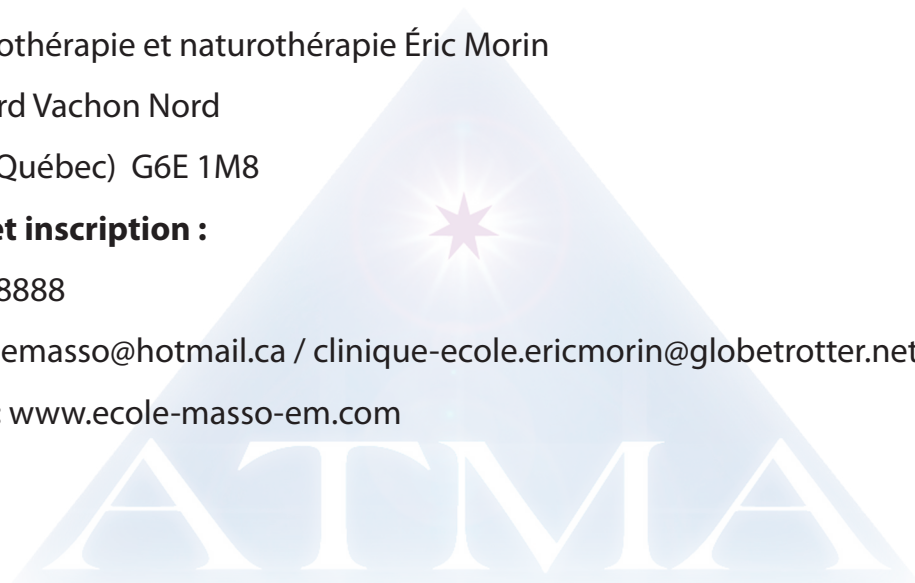 othérapie et naturothérapie Éric Morin
rd Vachon Nord
Québec) G6E 1M8
et inscription :
8888
emasso@hotmail.ca / clinique-ecole.ericmorin@globetrotter.net
: www.ecole-masso-em.com
ATMA